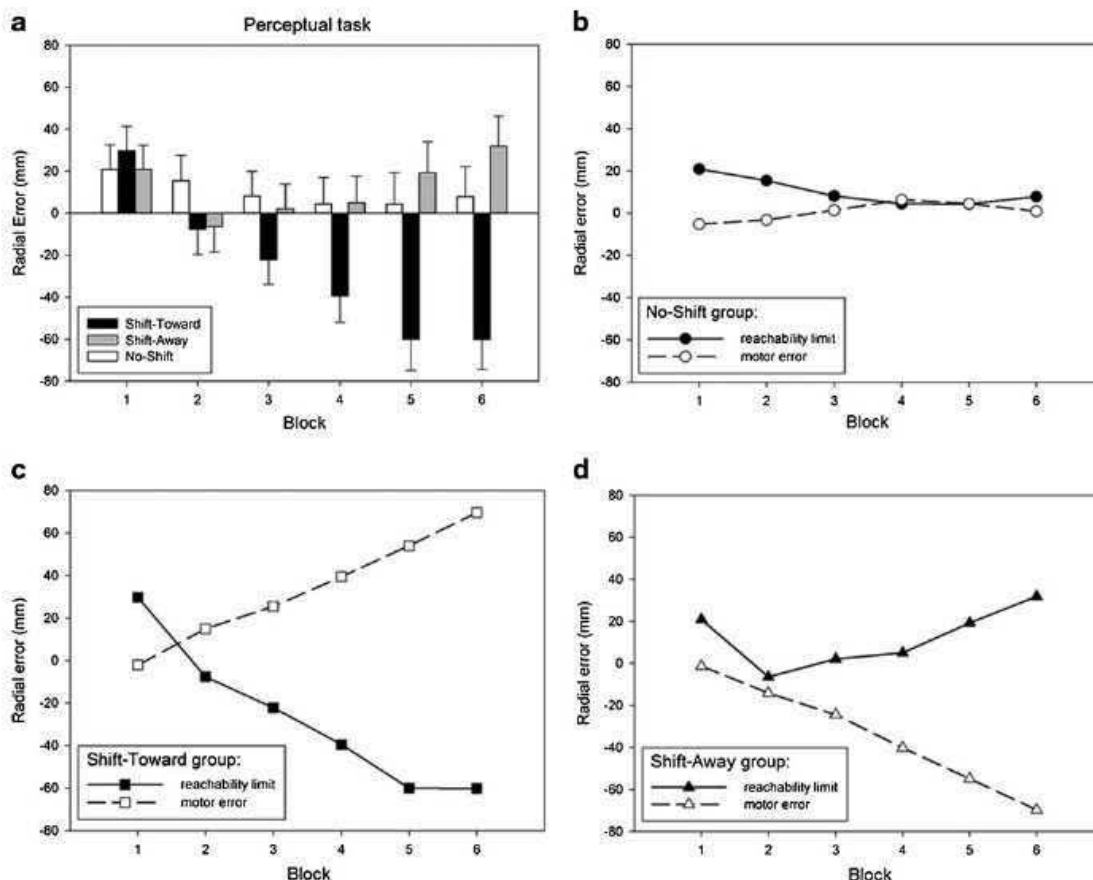 a
Perceptual task
80
60
40
20
0
-20
-40
-60
-80
Radial Error (mm)
Shift-Toward
Shift-Away
No-Shift
1 2 3 4 5 6
Block
b
80
60
40
20
0
-20
-40
-60
-80
Radial error (mm)
No-Shift group:
reachability limit
motor error
1 2 3 4 5 6
Block
c
80
60
40
20
0
-20
-40
-60
-80
Radial error (mm)
Shift-Toward group:
reachability limit
motor error
1 2 3 4 5 6
Block
d
80
60
40
20
0
-20
-40
-60
-80
Radial error (mm)
Shift-Away group:
reachability limit
motor error
1 2 3 4 5 6
Block